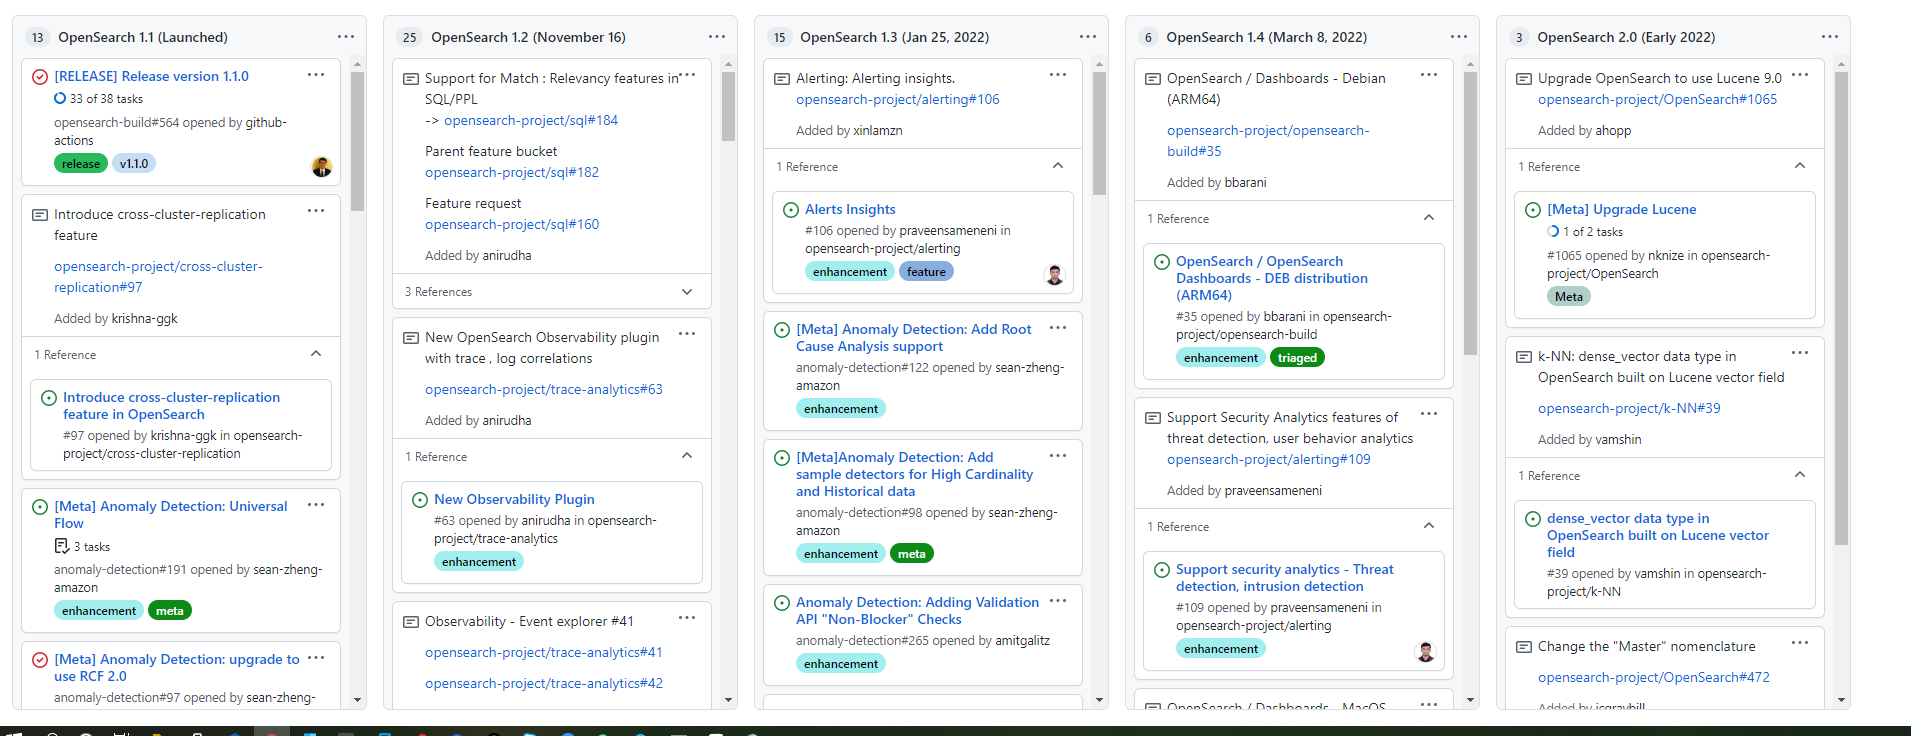 13 OpenSearch 1.1 (Launched)
[RELEASE] Release version 1.1.0
33 of 38 tasks
opensearch-build#564 opened by github-
actions
release v1.1.0
Introduce cross-cluster-replication
feature
opensearch-project/cross-cluster-
replication#97
Added by krishna-ggk
1 Reference
Introduce cross-cluster-replication
feature in OpenSearch
#97 opened by krishna-ggk in opensearch-
project/cross-cluster-replication
[Meta] Anomaly Detection: Universal
Flow
3 tasks
anomaly-detection#191 opened by sean-zheng-
amazon
enhancement meta
[Meta] Anomaly Detection: upgrade to
use RCF 2.0
anomaly-detection#97 opened by sean-zheng-
25 OpenSearch 1.2 (November 16)
Support for Match : Relevancy features in
SQL/PPL
-> opensearch-project/sql#184
Parent feature bucket
opensearch-project/sql#182
Feature request
opensearch-project/sql#160
Added by anirudha
3 References
New OpenSearch Observability plugin
with trace , log correlations
opensearch-project/trace-analytics#63
Added by anirudha
1 Reference
New Observability Plugin
#63 opened by anirudha in opensearch-
project/trace-analytics
enhancement
Observability - Event explorer #41
opensearch-project/trace-analytics#41
opensearch-project/trace-analytics#42
15 OpenSearch 1.3 (Jan 25, 2022)
Alerting: Alerting insights.
opensearch-project/alerting#106
Added by xinlamzn
1 Reference
Alerts Insights
#106 opened by praveensameneni in
opensearch-project/alerting
enhancement feature
[Meta] Anomaly Detection: Add Root
Cause Analysis support
anomaly-detection#122 opened by sean-zheng-
amazon
enhancement
[Meta]Anomaly Detection: Add
sample detectors for High Cardinality
and Historical data
anomaly-detection#98 opened by sean-zheng-
amazon
enhancement meta
Anomaly Detection: Adding Validation
API "Non-Blocker" Checks
anomaly-detection#265 opened by amitgalitz
enhancement
6 OpenSearch 1.4 (March 8, 2022)
OpenSearch / Dashboards - Debian
(ARM64)
opensearch-project/opensearch-
build#35
Added by bbarani
1 Reference
OpenSearch / OpenSearch
Dashboards - DEB distribution
(ARM64)
#35 opened by bbarani in opensearch-
project/opensearch-build
enhancement triaged
Support Security Analytics features of
threat detection, user behavior analytics
opensearch-project/alerting#109
Added by praveensameneni
1 Reference
Support security analytics - Threat
detection, intrusion detection
#109 opened by praveensameneni in
opensearch-project/alerting
enhancement
OpenSearch / Dashboards - MacOS
3 OpenSearch 2.0 (Early 2022)
Upgrade OpenSearch to use Lucene 9.0
opensearch-project/OpenSearch#1065
Added by ahopp
1 Reference
[Meta] Upgrade Lucene
1 of 2 tasks
#1065 opened by nknize in opensearch-
project/OpenSearch
Meta
k-NN: dense_vector data type in
OpenSearch built on Lucene vector field
opensearch-project/k-NN#39
Added by vamshin
1 Reference
dense_vector data type in
OpenSearch built on Lucene vector
field
#39 opened by vamshin in opensearch-
project/k-NN
Change the "Master" nomenclature
opensearch-project/OpenSearch#472
Added by